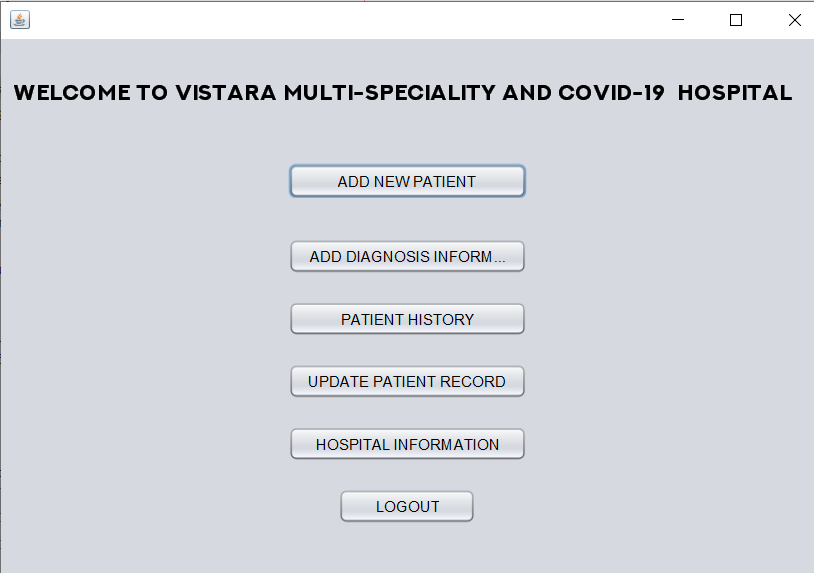 WELCOME TO VISTARA MULTI-SPECIALITY AND COVID-19 HOSPITAL
ADD NEW PATIENT
ADD DIAGNOSIS INFORM...
PATIENT HISTORY
UPDATE PATIENT RECORD
HOSPITAL INFORMATION
LOGOUT